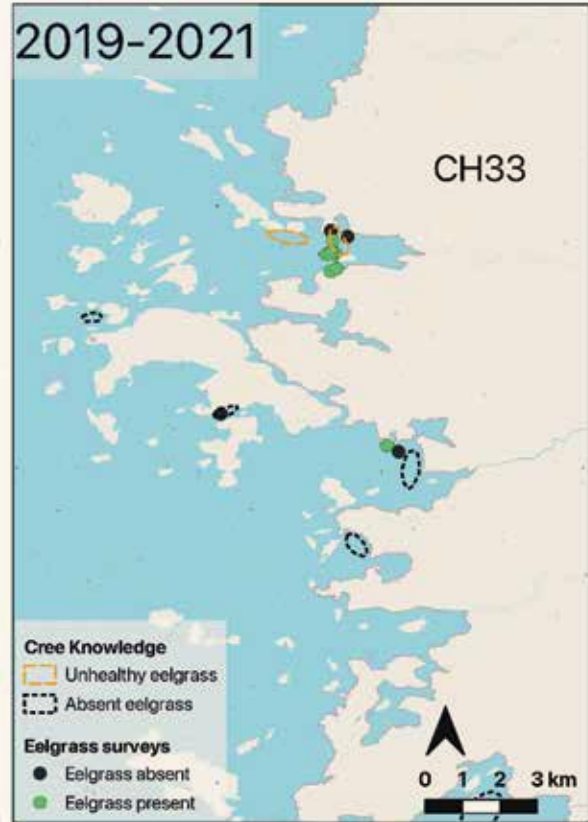 2019-2021
CH33
Cree Knowledge
Unhealthy eelgrass
Absent eelgrass
Eelgrass surveys
Eelgrass absent
Eelgrass present
0 1 2 3 km